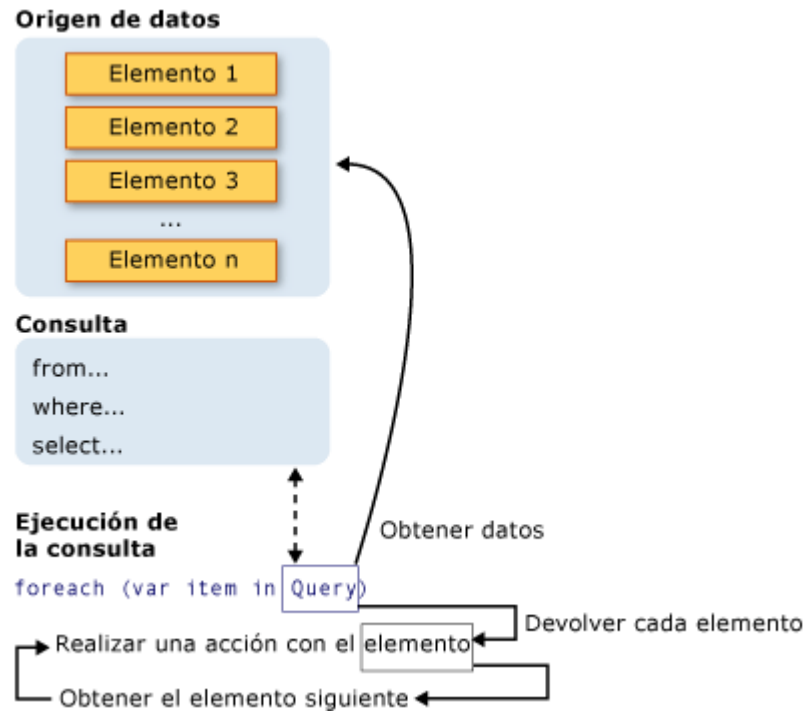 Origen de datos
Elemento 1
Elemento 2
Elemento 3
...
Elemento n
Consulta
from...
where...
select...
Ejecución de
la consulta
Obtener datos
foreach (var item in Query)
Devolver cada elemento
Realizar una acción con el elemento
Obtener el elemento siguiente